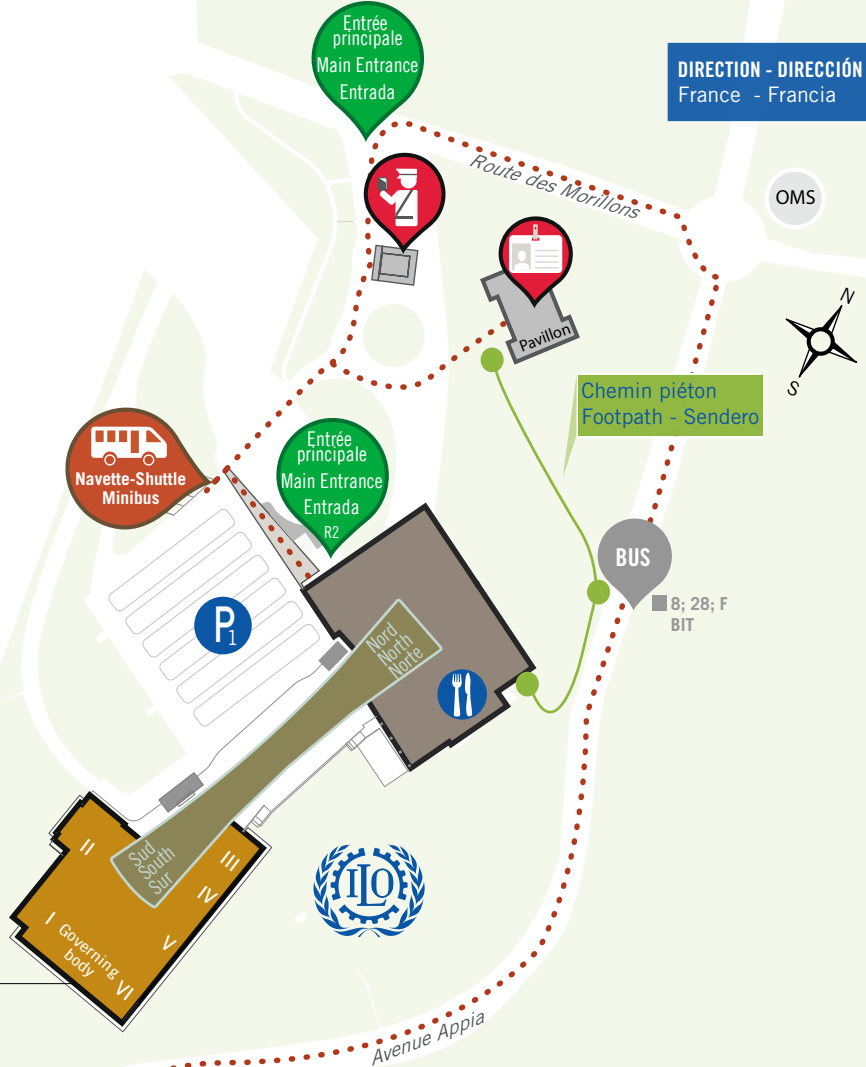 Entrée
principale
Main Entrance
Entrada
DIRECTION - DIRECCIÓN
France - Francia
Route des Morillons
OMS
Pavillon
N
S
Chemin piéton
Footpath - Sendero
Navette-Shuttle
Minibus
Entrée
principale
Main Entrance
Entrada
R2
BUS
8; 28; F
BIT
P1
Nord
North
Norte
Sud
South
Sur
II
III
IV
I
V
Governing
body
VI
ILO
Avenue Appia